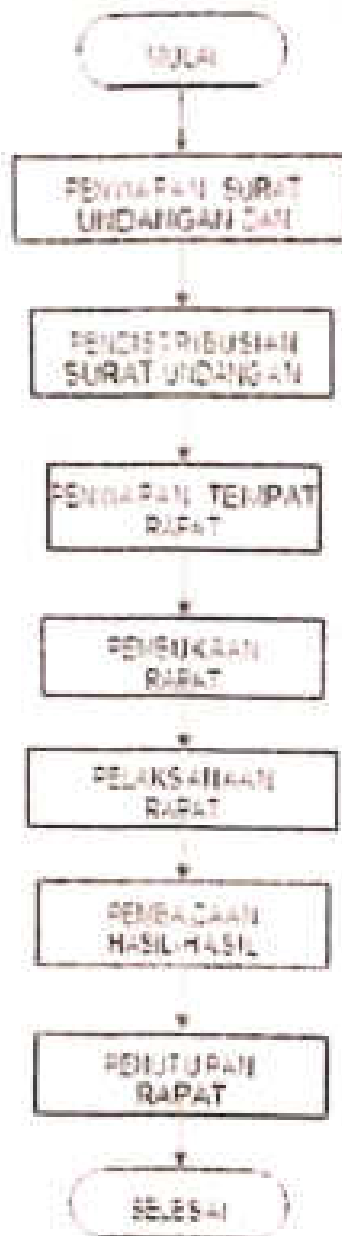 MULAI
PENYIAPAN SURAT
UNDANGAN DAN
PENDISTRIBUSIAN
SURAT UNDANGAN
PENYIAPAN TEMPAT
RAPAT
PEMBUKAAN
RAPAT
PELAKSANAAN
RAPAT
PEMBACAAN
HASIL-HASIL
PENUTUPAN
RAPAT
SELESAI